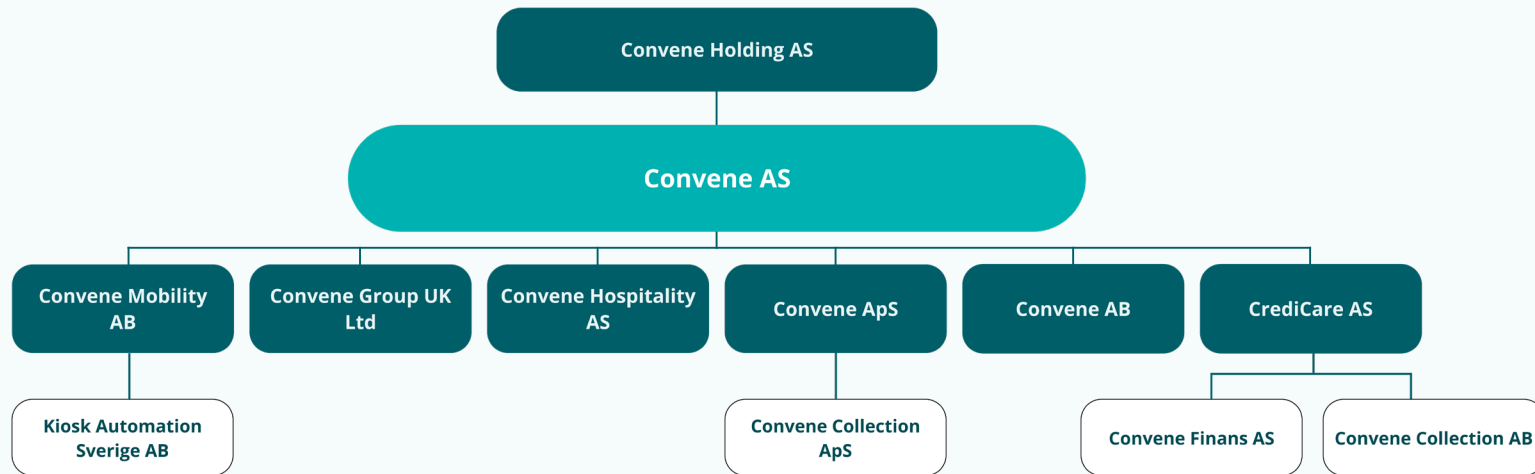 Convene Holding AS
Convene AS
Convene Mobility
AB
Convene Group UK
Ltd
Convene Hospitality
AS
Convene ApS
Convene AB
CrediCare AS
Kiosk Automation
Sverige AB
Convene Collection
ApS
Convene Finans AS
Convene Collection AB